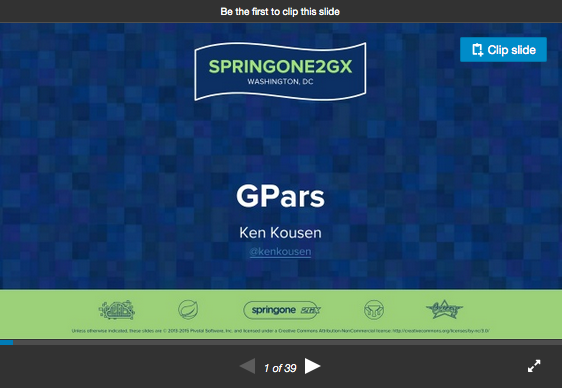 Be the first to clip this slide
Clip slide
SPRINGONE2GX
WASHINGTON, DC
GPars
Ken Kousen
@kenkousen
springone 2GX
Unless otherwise indicated, these slides are © 2013-2015 Pivotal Software, Inc. and licensed under a Creative Commons Attribution-NonCommercial license: http://creativecommons.org/licenses/by-nc/3.0/
1 of 39